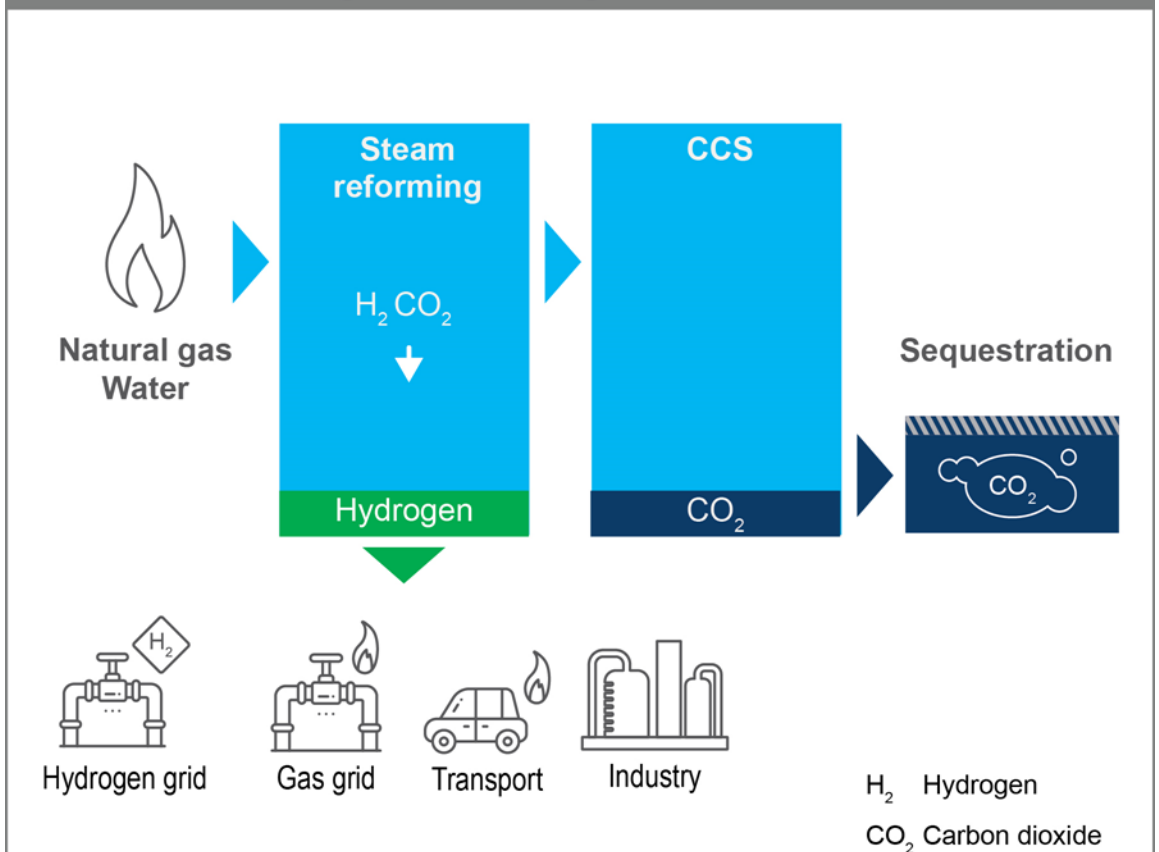 Steam
reforming
CCS
H₂ CO₂
Natural gas
Water
Sequestration
Hydrogen
CO₂
CO₂
H₂
Hydrogen grid
Gas grid
Transport
Industry
H₂ Hydrogen
CO₂ Carbon dioxide